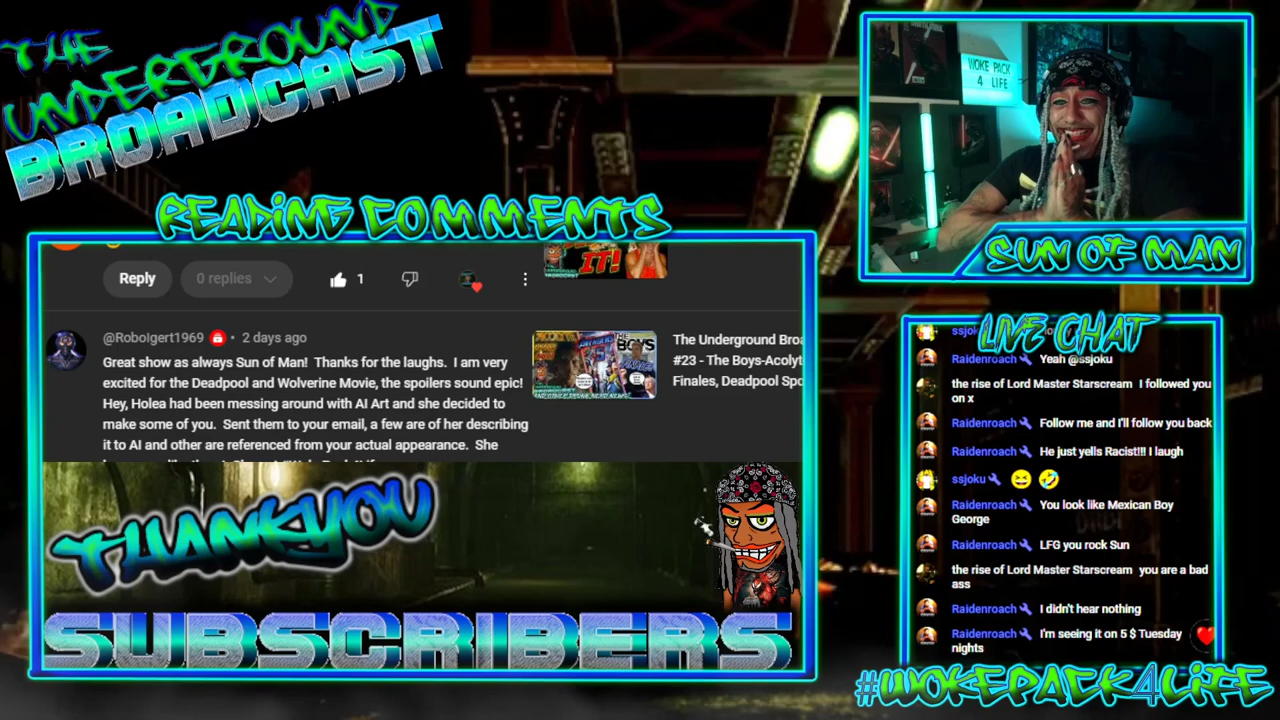 THE
UNDERGROUND
BROADCAST
READING COMMENTS
Reply
0 replies
1
IT!
@RoboIgert1969 • 2 days ago
Great show as always Sun of Man! Thanks for the laughs. I am very
excited for the Deadpool and Wolverine Movie, the spoilers sound epic!
Hey, Holea had been messing around with AI Art and she decided to
make some of you. Sent them to your email, a few are of her describing
it to AI and other are referenced from your actual appearance. She
THE BOYS
The Underground Broa
#23 - The Boys-Acolyt
Finales, Deadpool Spo
THANKYOU
SUBSCRIBERS
WOKE PACK
4 LIFE
SUN OF MAN
LIVE CHAT
ssjo
Raidenroach Yeah @ssjoku
the rise of Lord Master Starscream I followed you
on x
Raidenroach Follow me and I'll follow you back
Raidenroach He just yells Racist!!! I laugh
ssjoku 😆 🤣
Raidenroach You look like Mexican Boy
George
Raidenroach LFG you rock Sun
the rise of Lord Master Starscream you are a bad
ass
Raidenroach I didn't hear nothing
Raidenroach I'm seeing it on 5 $ Tuesday
nights
#WOKEPACK4LIFE